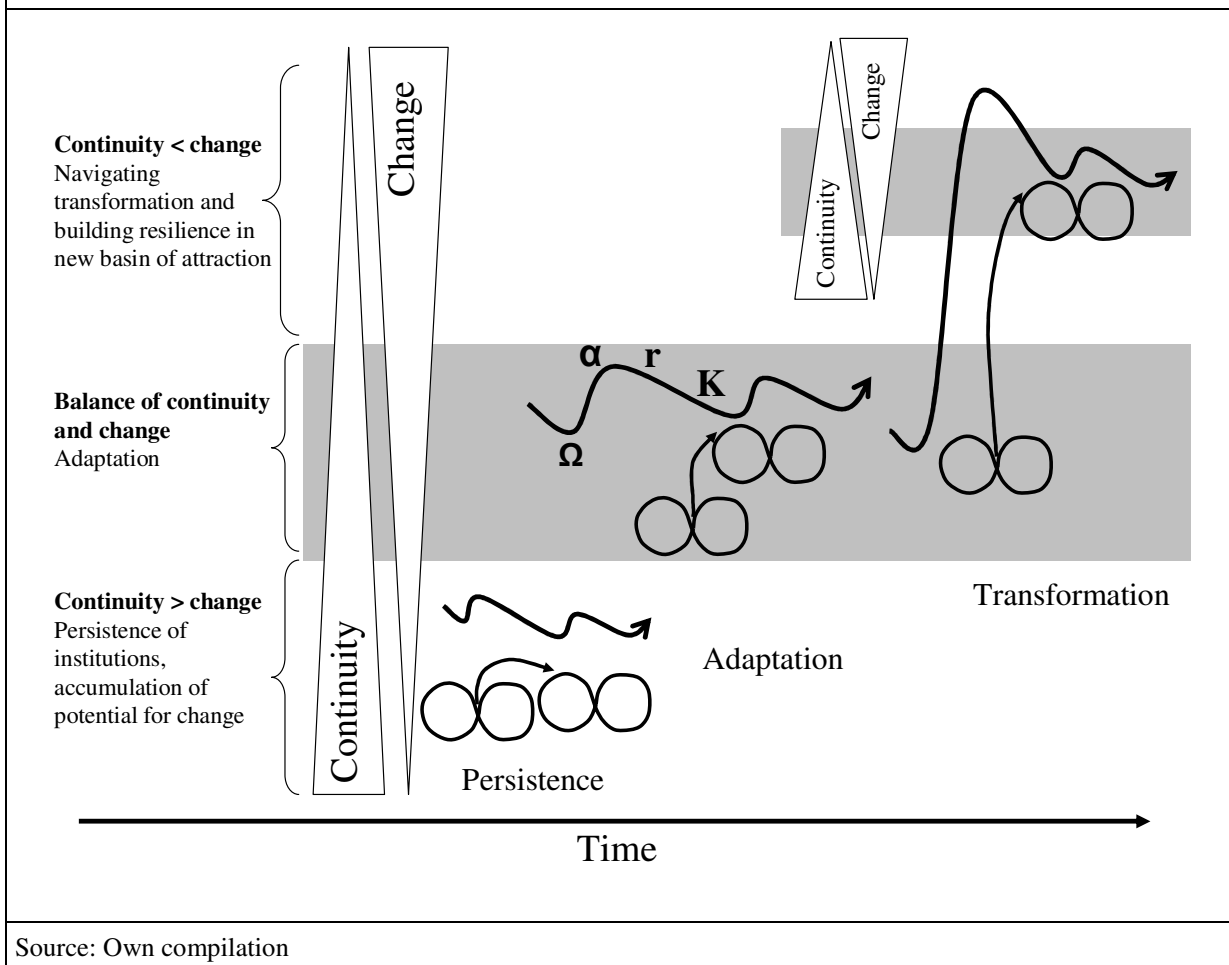 Continuity < change
Navigating
transformation and
building resilience in
new basin of attraction
Balance of continuity
and change
Adaptation
Continuity > change
Persistence of
institutions,
accumulation of
potential for change
Continuity
Change
Continuity
Change
α
r
K
Ω
Persistence
Adaptation
Transformation
Time
Source: Own compilation